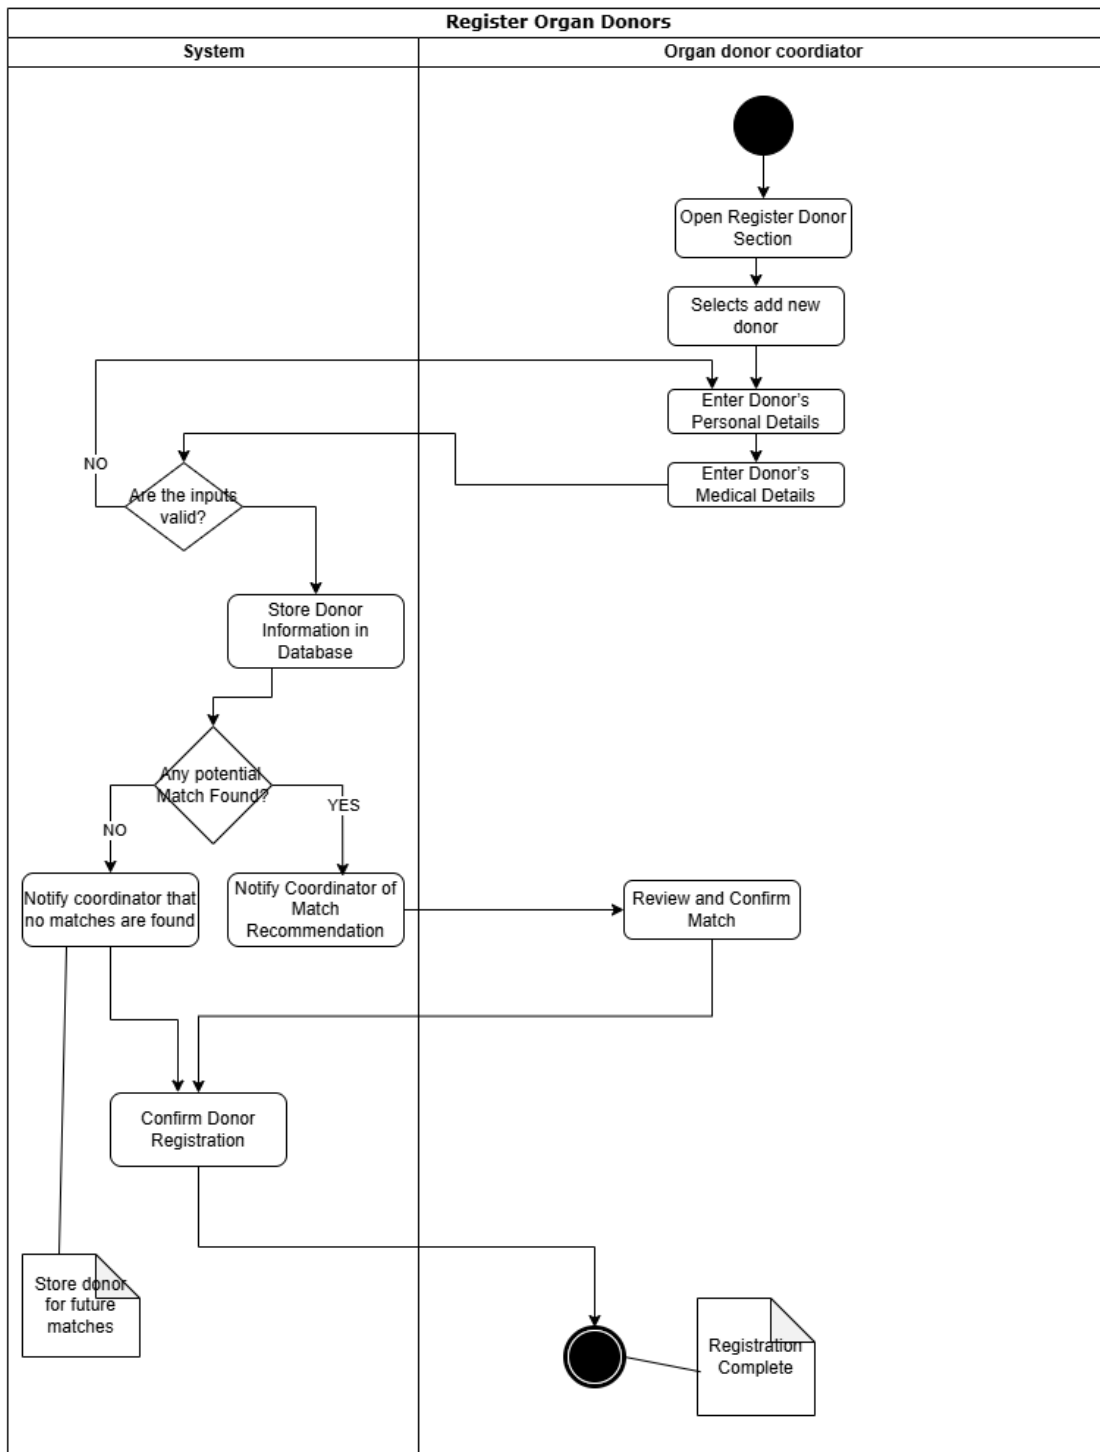 Register Organ Donors
System
Organ donor coordiator
Open Register Donor
Section
Selects add new
donor
Enter Donor's
Personal Details
NO
Enter Donor's
Medical Details
Are the inputs
valid?
Store Donor
Information in
Database
Any potential
Match Found?
YES
NO
Notify coordinator that
no matches are found
Notify Coordinator of
Match
Recommendation
Review and Confirm
Match
Confirm Donor
Registration
Store donor
for future
matches
Registration
Complete